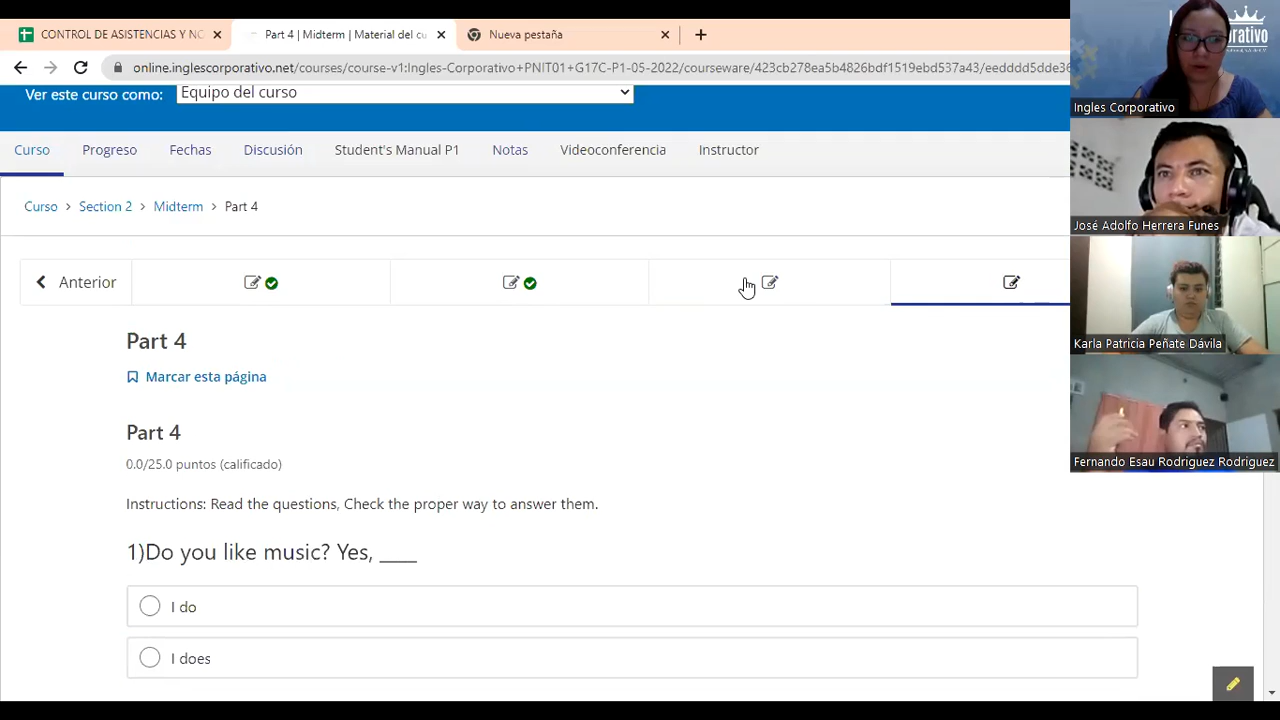 CONTROL DE ASISTENCIAS Y NC
Part 4 | Midterm | Material del cu
Nueva pestaña
online.inglescorporativo.net/courses/course-v1:Ingles-Corporativo+PNIT01+G17C-P1-05-2022/courseware/423cb278ea5b4826bdf1519ebd537a43/eedddd5dde36
Ver este curso como:
Equipo del curso
Curso
Progreso
Fechas
Discusión
Student's Manual P1
Notas
Videoconferencia
Instructor
Curso > Section 2 > Midterm > Part 4
Anterior
Part 4
Marcar esta página
Part 4
0.0/25.0 puntos (calificado)
Instructions: Read the questions, Check the proper way to answer them.
1)Do you like music? Yes, ____
I do
I does
Ingles Corporativo
José Adolfo Herrera Funes
Karla Patricia Peñate Dávila
Fernando Esau Rodriguez Rodriguez